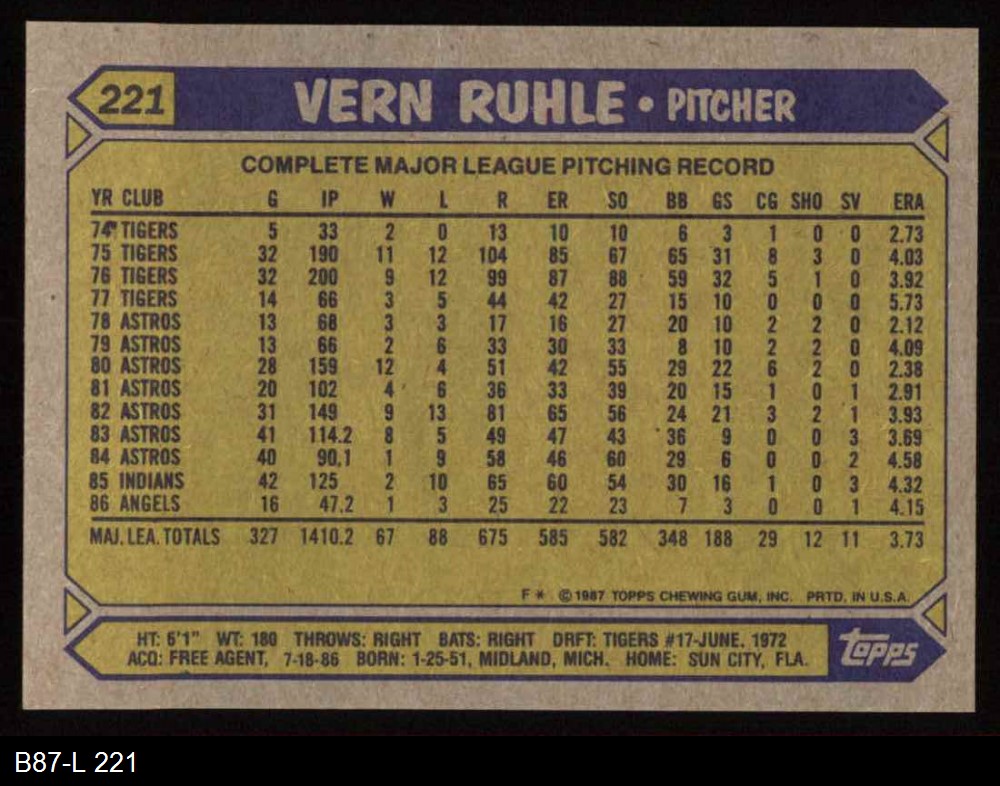 221 VERN RUHLE • PITCHER
COMPLETE MAJOR LEAGUE PITCHING RECORD
YR CLUB G IP W L R ER SO BB GS CG SHO SV ERA
74 TIGERS 5 33 2 0 13 10 10 6 3 1 0 0 2.73
75 TIGERS 32 190 11 12 104 85 67 65 31 8 3 0 4.03
76 TIGERS 32 200 9 12 99 87 88 59 32 5 1 0 3.92
77 TIGERS 14 66 3 5 44 42 27 15 10 0 0 0 5.73
78 ASTROS 13 68 3 3 17 16 27 20 10 2 2 0 2.12
79 ASTROS 13 66 2 6 33 30 33 8 10 2 2 0 4.09
80 ASTROS 28 159 12 4 51 42 55 29 22 6 2 0 2.38
81 ASTROS 20 102 4 6 36 33 39 20 15 1 0 1 2.91
82 ASTROS 31 149 9 13 81 65 56 24 21 3 2 1 3.93
83 ASTROS 41 114.2 8 5 49 47 43 36 9 0 0 3 3.69
84 ASTROS 40 90.1 1 9 58 46 60 29 6 0 0 2 4.58
85 INDIANS 42 125 2 10 65 60 54 30 16 1 0 3 4.32
86 ANGELS 16 47.2 1 3 25 22 23 7 3 0 0 1 4.15
MAJ. LEA. TOTALS 327 1410.2 67 88 675 585 582 348 188 29 12 11 3.73
F * ©1987 TOPPS CHEWING GUM, INC. PRTD. IN U.S.A.
HT: 6'1" WT: 180 THROWS: RIGHT BATS: RIGHT DRFT: TIGERS #17-JUNE, 1972
ACQ: FREE AGENT, 7-18-86 BORN: 1-25-51, MIDLAND, MICH. HOME: SUN CITY, FLA.
topps
B87-L 221